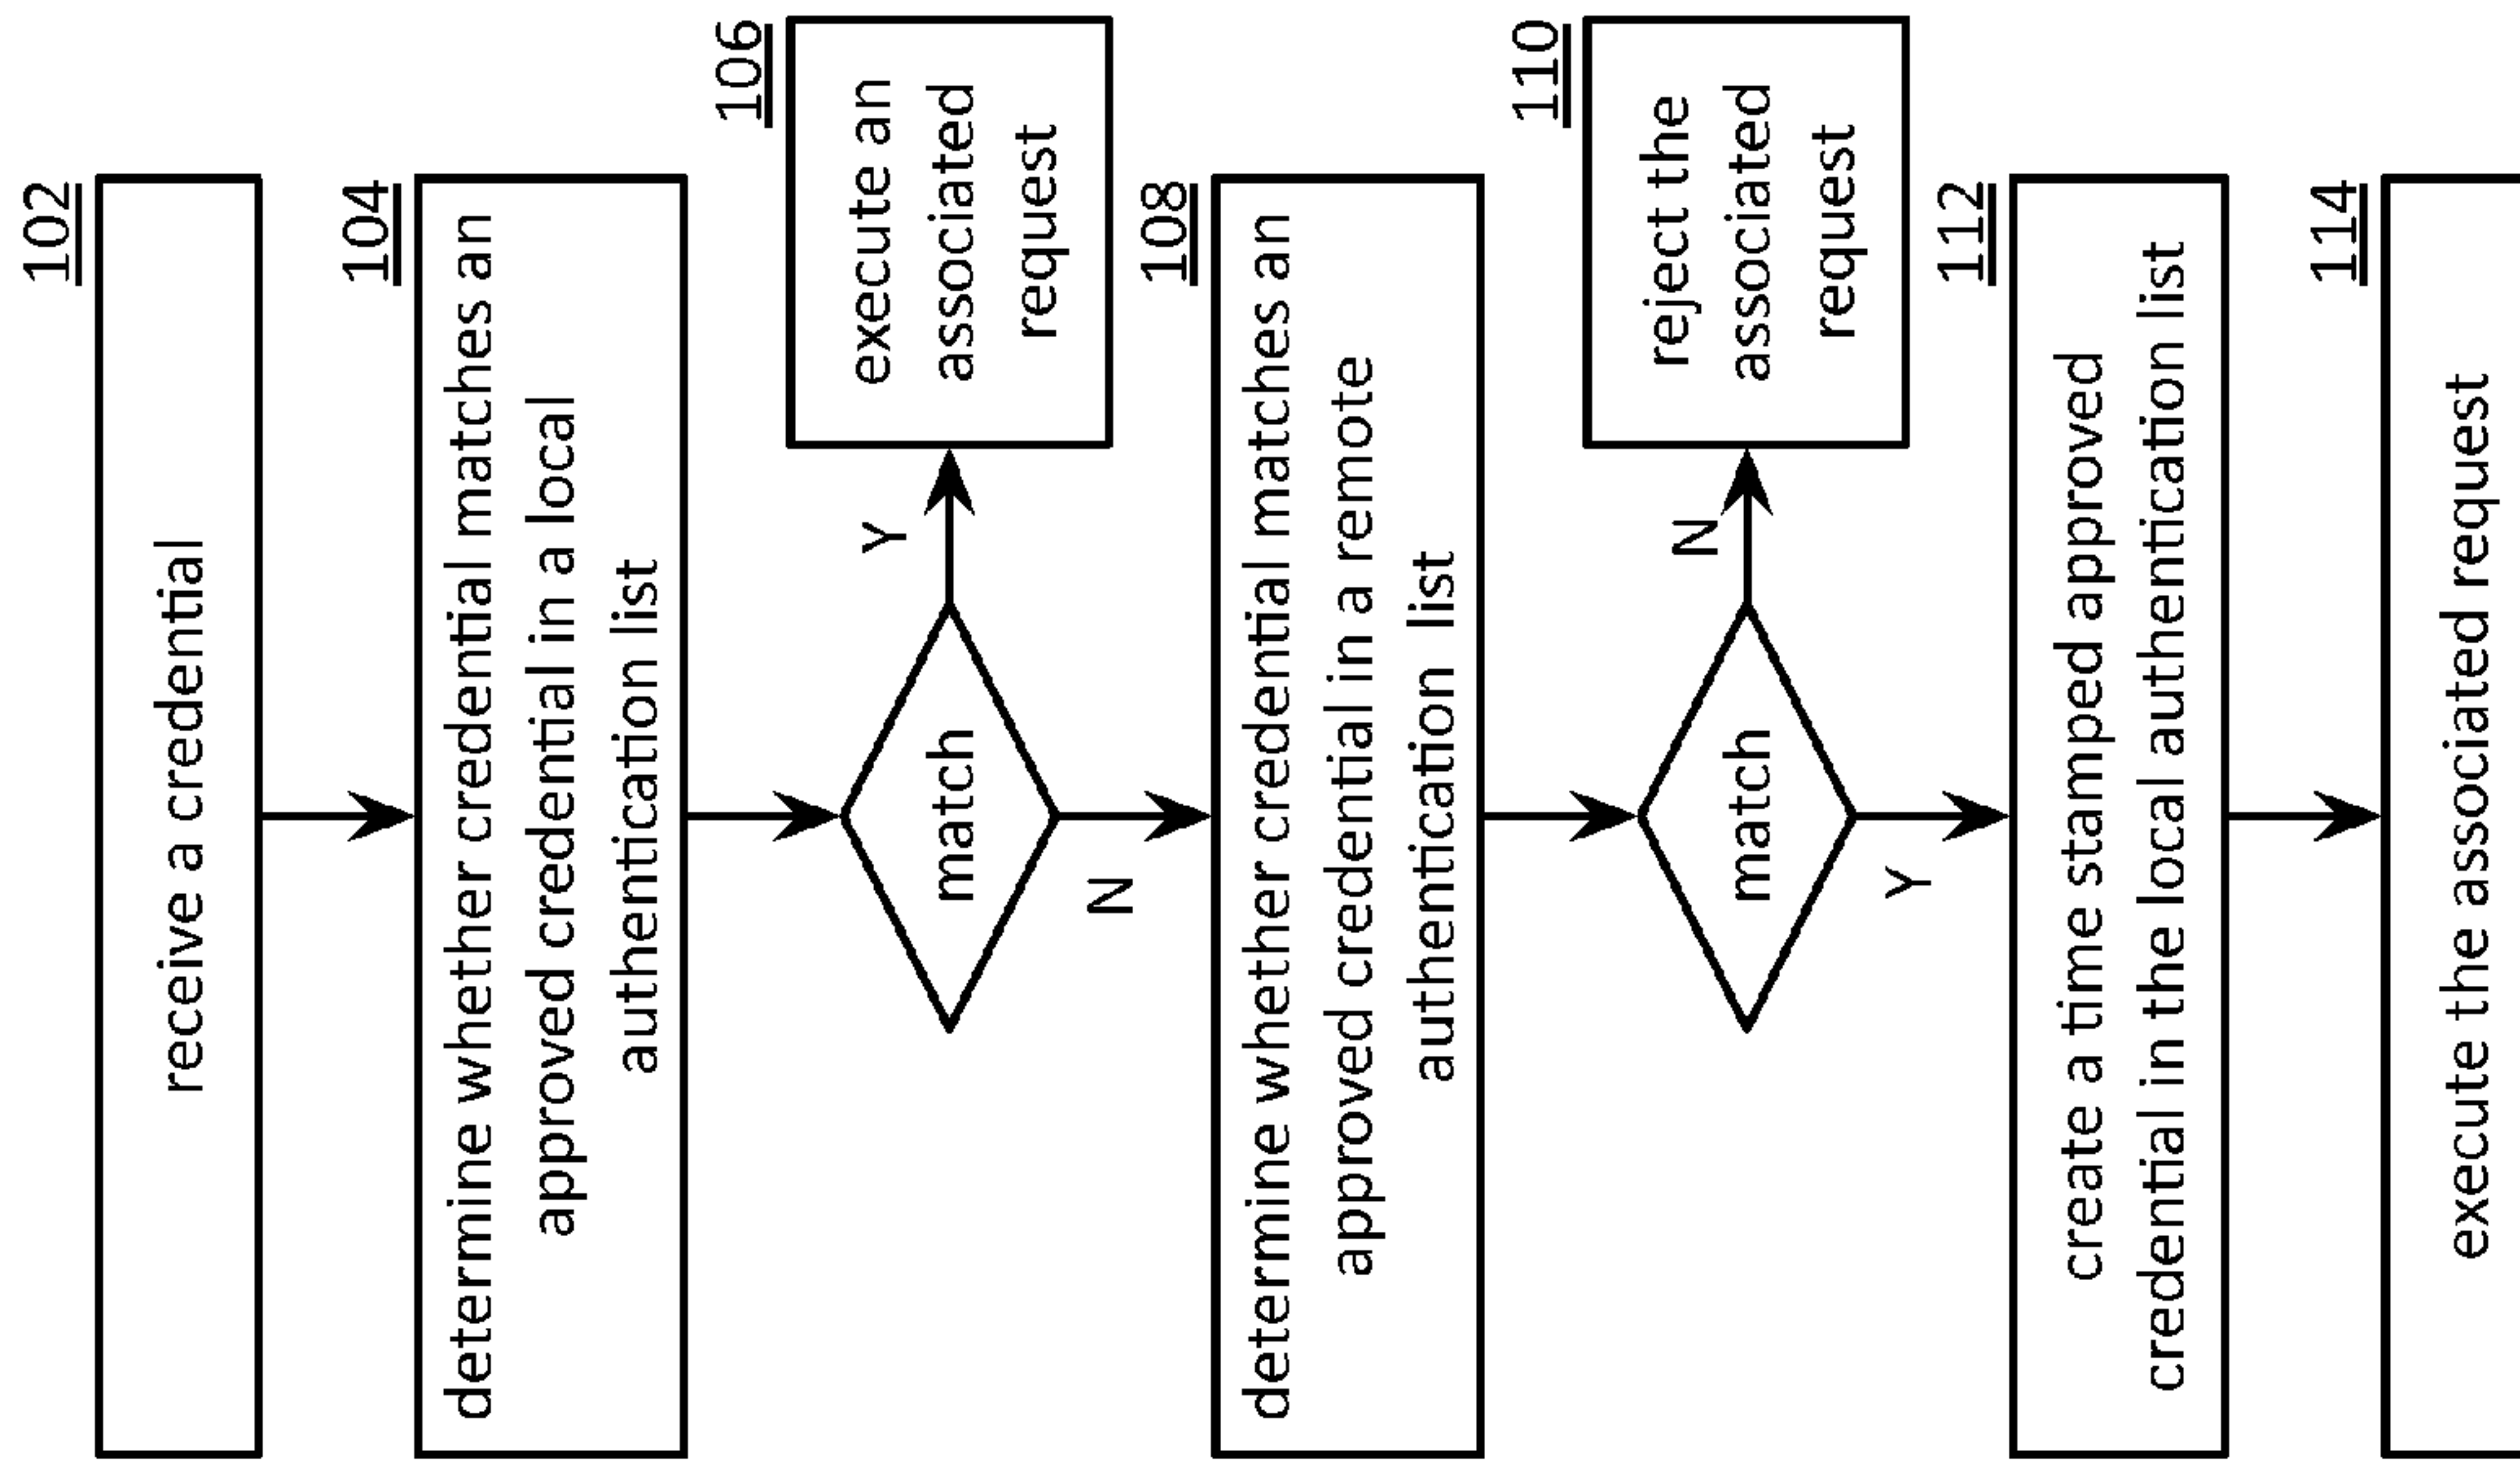 102
receive a credential
104
determine whether credential matches an
approved credential in a local
authentication list
match
Y
106
execute an
associated
request
N
108
determine whether credential matches an
approved credential in a remote
authentication list
match
N
110
reject the
associated
request
Y
112
create a time stamped approved
credential in the local authentication list
114
execute the associated request